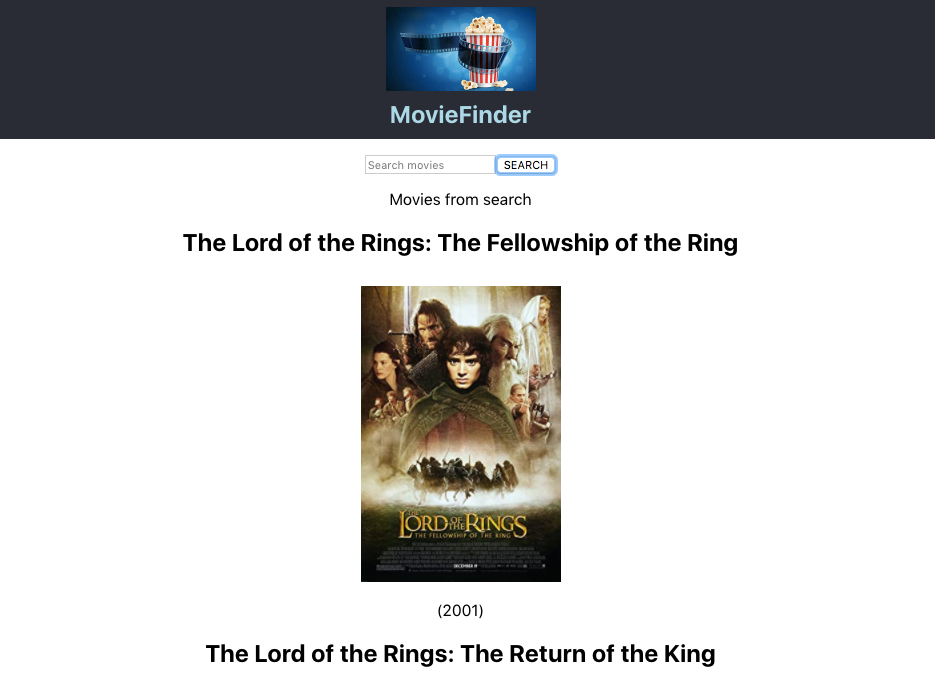 MovieFinder
Search movies
SEARCH
Movies from search
The Lord of the Rings: The Fellowship of the Ring
THE
LORD OF THE RINGS
THE FELLOWSHIP OF THE RING
DECEMBER 19
(2001)
The Lord of the Rings: The Return of the King